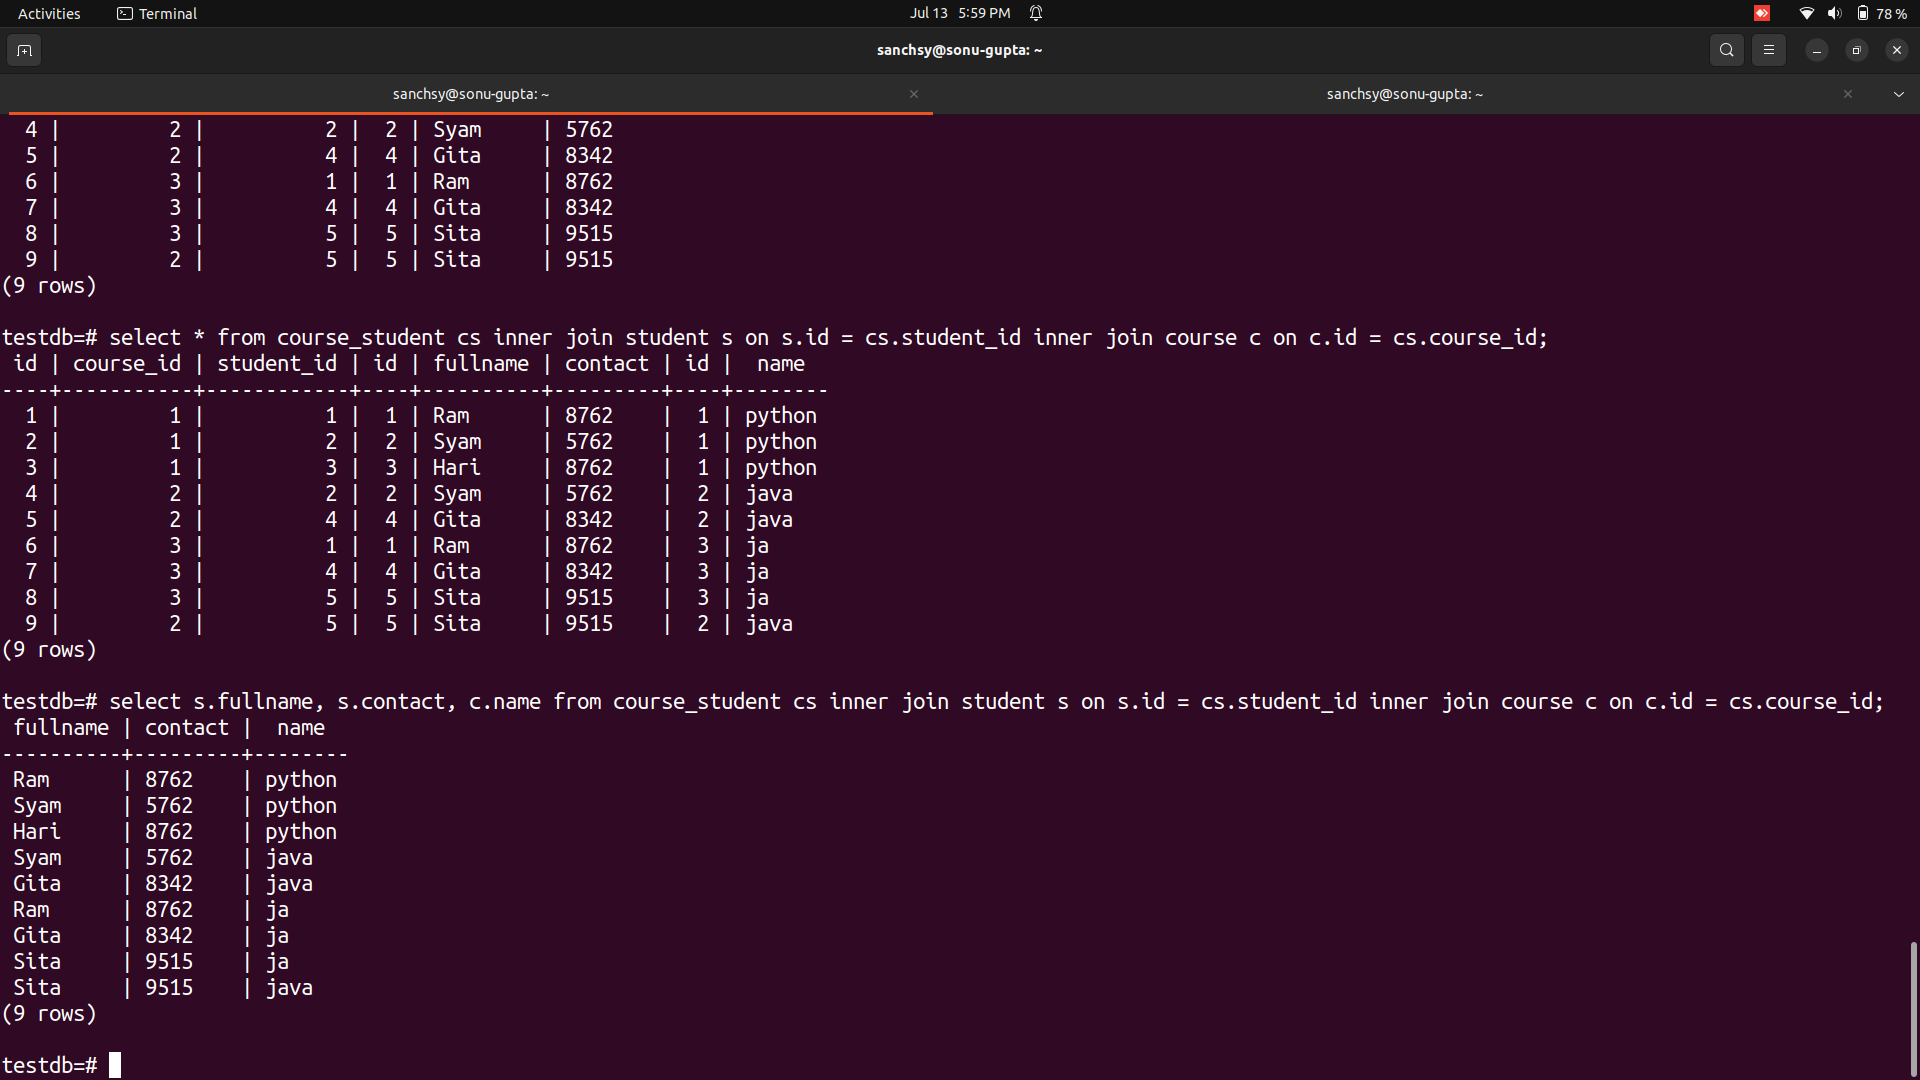 Activities Terminal Jul 13 5:59 PM 78 %
sanchsy@sonu-gupta: ~
sanchsy@sonu-gupta: ~ sanchsy@sonu-gupta: ~
  4 |         2 |          2 |  2 | Syam     | 5762
  5 |         2 |          4 |  4 | Gita     | 8342
  6 |         3 |          1 |  1 | Ram      | 8762
  7 |         3 |          4 |  4 | Gita     | 8342
  8 |         3 |          5 |  5 | Sita     | 9515
  9 |         2 |          5 |  5 | Sita     | 9515
(9 rows)
testdb=# select * from course_student cs inner join student s on s.id = cs.student_id inner join course c on c.id = cs.course_id;
 id | course_id | student_id | id | fullname | contact | id |  name
----+-----------+------------+----+----------+---------+----+--------
  1 |         1 |          1 |  1 | Ram      | 8762    |  1 | python
  2 |         1 |          2 |  2 | Syam     | 5762    |  1 | python
  3 |         1 |          3 |  3 | Hari     | 8762    |  1 | python
  4 |         2 |          2 |  2 | Syam     | 5762    |  2 | java
  5 |         2 |          4 |  4 | Gita     | 8342    |  2 | java
  6 |         3 |          1 |  1 | Ram      | 8762    |  3 | ja
  7 |         3 |          4 |  4 | Gita     | 8342    |  3 | ja
  8 |         3 |          5 |  5 | Sita     | 9515    |  3 | ja
  9 |         2 |          5 |  5 | Sita     | 9515    |  2 | java
(9 rows)
testdb=# select s.fullname, s.contact, c.name from course_student cs inner join student s on s.id = cs.student_id inner join course c on c.id = cs.course_id;
 fullname | contact |  name
----------+---------+--------
 Ram      | 8762    | python
 Syam     | 5762    | python
 Hari     | 8762    | python
 Syam     | 5762    | java
 Gita     | 8342    | java
 Ram      | 8762    | ja
 Gita     | 8342    | ja
 Sita     | 9515    | ja
 Sita     | 9515    | java
(9 rows)
testdb=#